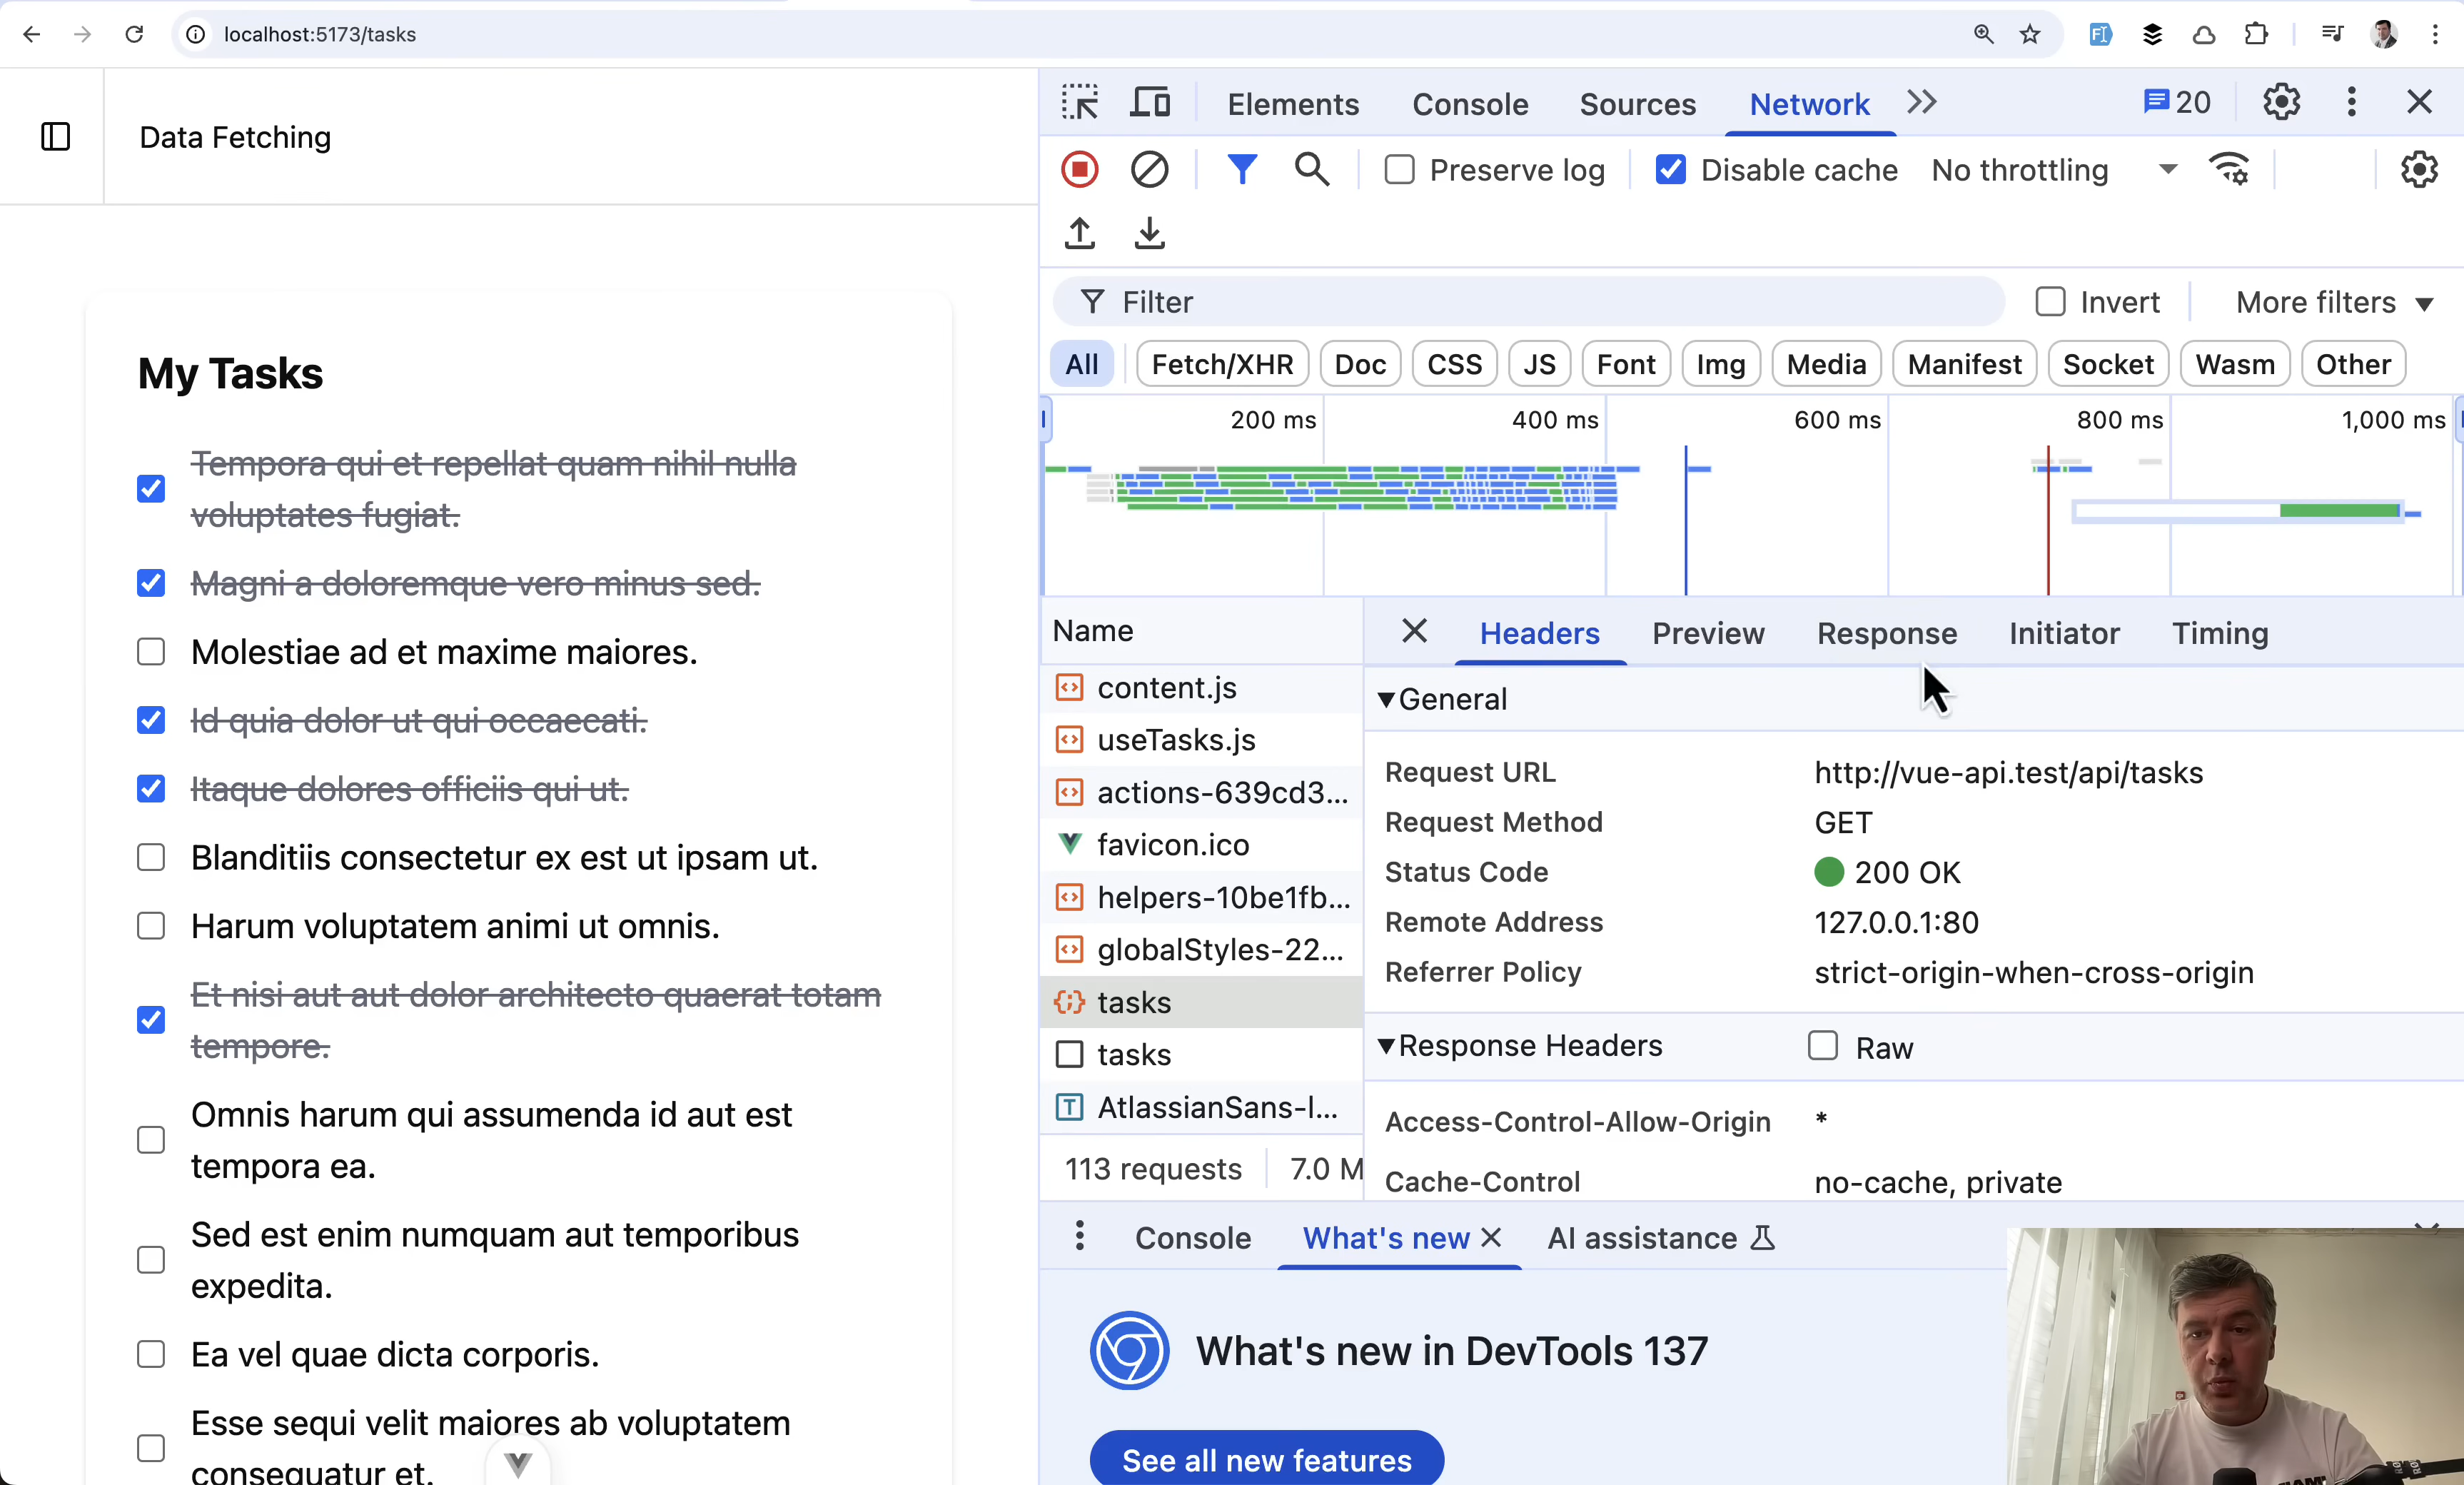 localhost:5173/tasks
Data Fetching
My Tasks
Tempora qui et repellat quam nihil nulla
voluptates fugiat.
Magni a doloremque vero minus sed.
Molestiae ad et maxime maiores.
Id quia dolor ut qui occaecati.
Itaque dolores officiis qui ut.
Blanditiis consectetur ex est ut ipsam ut.
Harum voluptatem animi ut omnis.
Et nisi aut aut dolor architecto quaerat totam
tempore.
Omnis harum qui assumenda id aut est
tempora ea.
Sed est enim numquam aut temporibus
expedita.
Ea vel quae dicta corporis.
Esse sequi velit maiores ab voluptatem
consequatur et.
Elements Console Sources Network 20
Preserve log Disable cache No throttling
Filter Invert More filters
All Fetch/XHR Doc CSS JS Font Img Media Manifest Socket Wasm Other
200 ms 400 ms 600 ms 800 ms 1,000 ms
Name
content.js
useTasks.js
actions-639cd3...
favicon.ico
helpers-10be1fb...
globalStyles-22...
tasks
tasks
AtlassianSans-l...
113 requests 7.0 M
Headers Preview Response Initiator Timing
General
Request URL http://vue-api.test/api/tasks
Request Method GET
Status Code 200 OK
Remote Address 127.0.0.1:80
Referrer Policy strict-origin-when-cross-origin
Response Headers Raw
Access-Control-Allow-Origin *
Cache-Control no-cache, private
Console What's new AI assistance
What's new in DevTools 137
See all new features